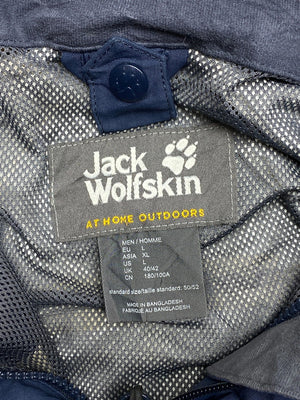 Jack
Wolfskin
AT HOME OUTDOORS
MEN / HOMME
EU L
ASIA XL
US L
UK 40/42
CN 180/100A
standard size/taille standard: 50/52
MADE IN BANGLADESH
FABRIQUÉ AU BANGLADESH